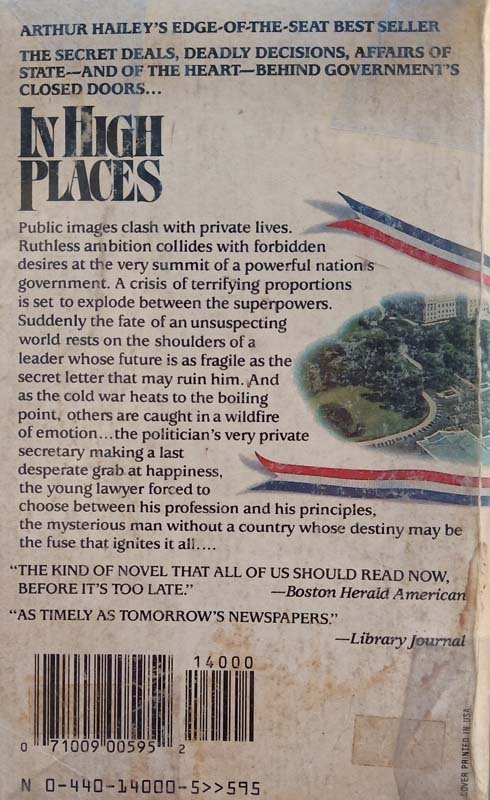 ARTHUR HAILEY'S EDGE-OF-THE-SEAT BEST SELLER
THE SECRET DEALS, DEADLY DECISIONS, AFFAIRS OF
STATE—AND OF THE HEART—BEHIND GOVERNMENT'S
CLOSED DOORS...
IN HIGH
PLACES
Public images clash with private lives.
Ruthless ambition collides with forbidden
desires at the very summit of a powerful nation's
government. A crisis of terrifying proportions
is set to explode between the superpowers.
Suddenly the fate of an unsuspecting
world rests on the shoulders of a
leader whose future is as fragile as the
secret letter that may ruin him. And
as the cold war heats to the boiling
point, others are caught in a wildfire
of emotion...the politician's very private
secretary making a last
desperate grab at happiness,
the young lawyer forced to
choose between his profession and his principles,
the mysterious man without a country whose destiny may be
the fuse that ignites it all....
"THE KIND OF NOVEL THAT ALL OF US SHOULD READ NOW,
BEFORE IT'S TOO LATE." —Boston Herald American
"AS TIMELY AS TOMORROW'S NEWSPAPERS."
—Library Journal
14000
0 71009 00595 2
N 0-440-14000-5>>595
COVER PRINTED IN USA